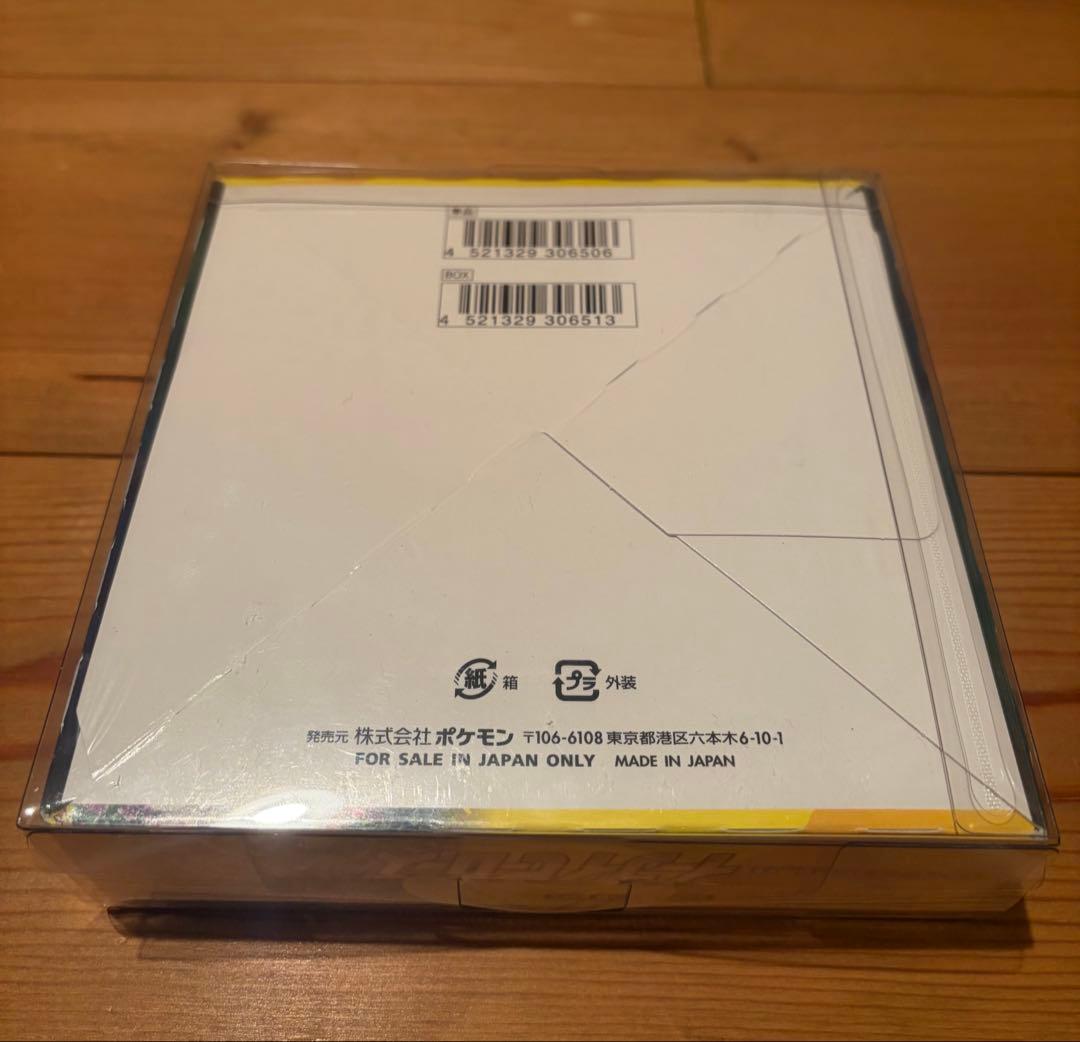 単品
4 521329 306506
BOX
4 521329 306513
紙 箱 プラ 外装
発売元 株式会社 ポケモン 〒106-6108 東京都港区六本木6-10-1
FOR SALE IN JAPAN ONLY MADE IN JAPAN